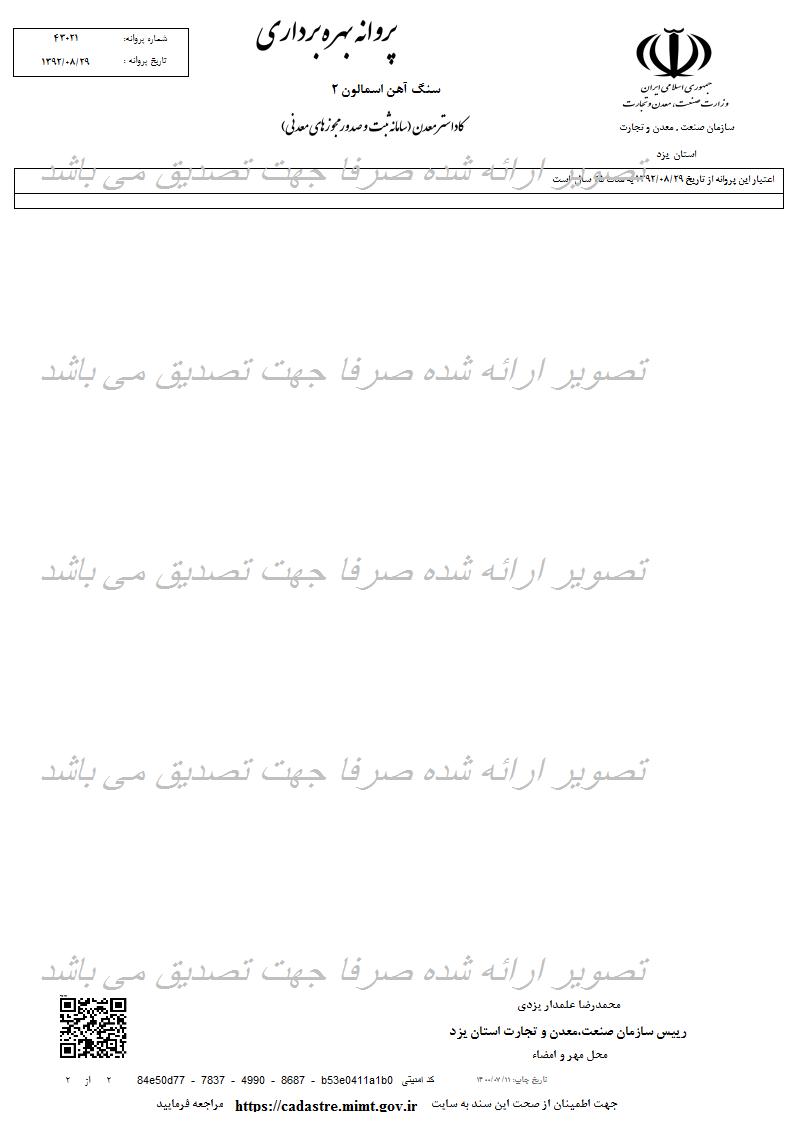 پروانه بهره برداری
سنگ آهن اسمالون ۲
کاداستر معدن (سامانه ثبت و صدور مجوزهای معدنی)
جمهوری اسلامی ایران
وزارت صنعت، معدن و تجارت
سازمان صنعت ، معدن و تجارت
استان یزد
شماره پروانه: ۴۳۰۲۱
تاریخ پروانه : ۱۳۹۲/۰۸/۲۹
تصویر ارائه شده صرفا جهت تصدیق می باشد
اعتبار این پروانه از تاریخ ۱۳۹۲/۰۸/۲۹ به مدت سال است
تصویر ارائه شده صرفا جهت تصدیق می باشد
تصویر ارائه شده صرفا جهت تصدیق می باشد
تصویر ارائه شده صرفا جهت تصدیق می باشد
تصویر ارائه شده صرفا جهت تصدیق می باشد
محمدرضا علمدار یزدی
رییس سازمان صنعت،معدن و تجارت استان یزد
محل مهر و امضاء
تاریخ چاپ: ۱۴۰۰/۰۷/۱۱
کد امنیتی 84e50d77 - 7837 - 4990 - 8687 - b53e0411a1b0
۲ از ۲
جهت اطمینان از صحت این سند به سایت https://cadastre.mimt.gov.ir مراجعه فرمایید